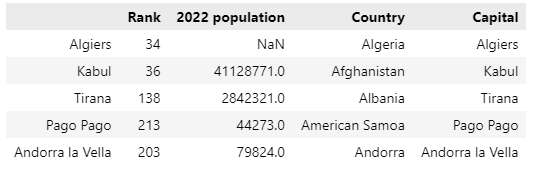 Rank 2022 population Country Capital
Algiers 34 NaN Algeria Algiers
Kabul 36 41128771.0 Afghanistan Kabul
Tirana 138 2842321.0 Albania Tirana
Pago Pago 213 44273.0 American Samoa Pago Pago
Andorra la Vella 203 79824.0 Andorra Andorra la Vella